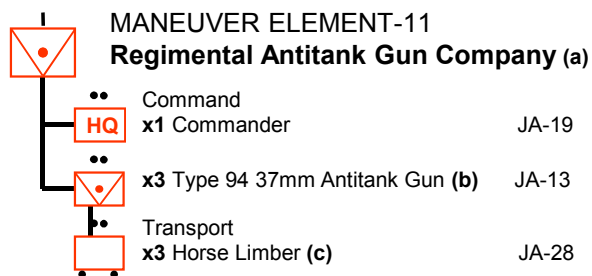 MANEUVER ELEMENT-11
Regimental Antitank Gun Company (a)
Command
HQ x1 Commander JA-19
x3 Type 94 37mm Antitank Gun (b) JA-13
Transport
x3 Horse Limber (c) JA-28